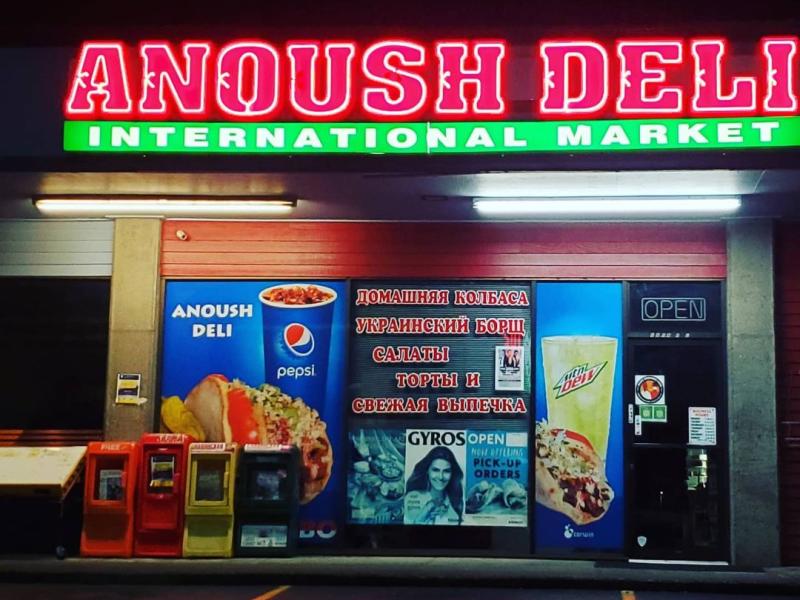 ANOUSH DELI
INTERNATIONAL MARKET
ANOUSH
DELI
pepsi
ДОМАШНЯЯ КОЛБАСА
УКРАИНСКИЙ БОРЩ
САЛАТЫ
ТОРТЫ И
СВЕЖАЯ ВЫПЕЧКА
GYROS
OPEN
NOW OFFERING
PICK-UP
ORDERS
OPEN
Mtn
DEW